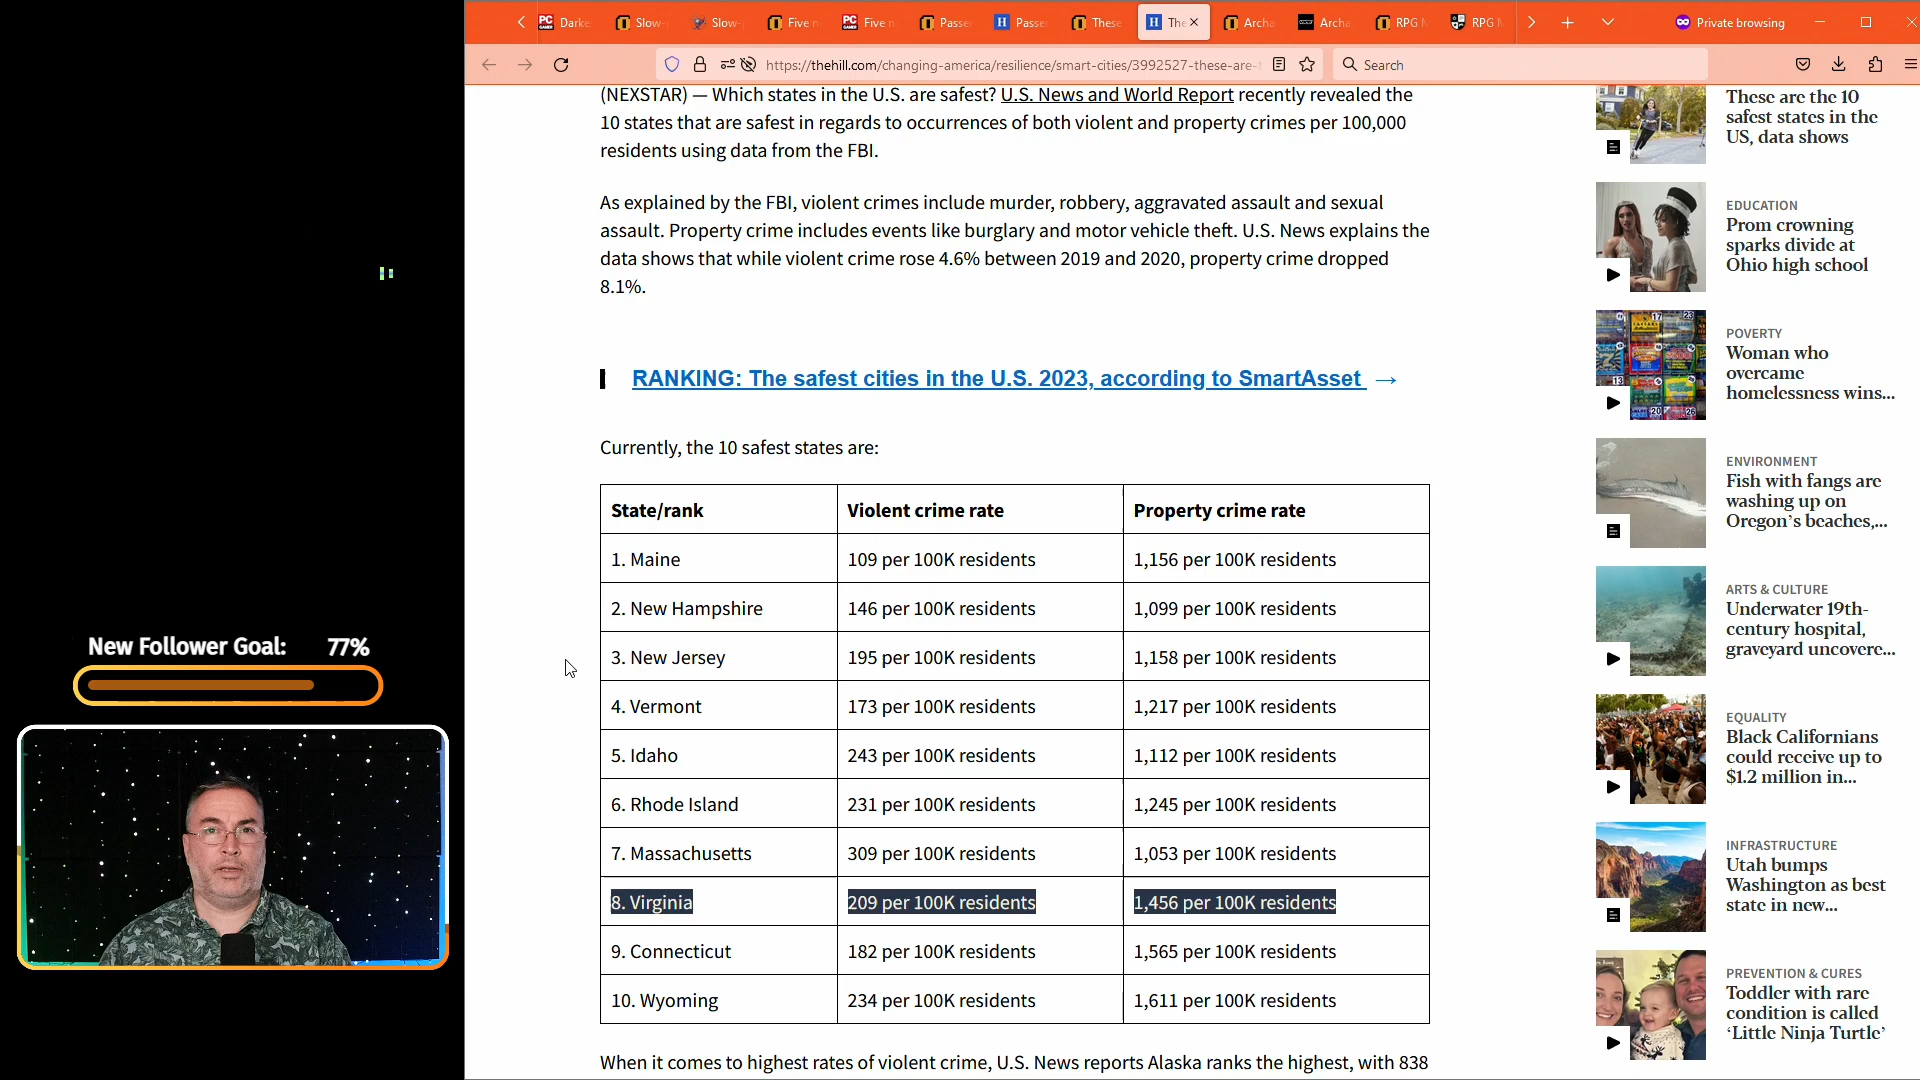 Darke
Slow-
Slow-
Five n
Five n
Passe
Passe
These
The
Archa
Archa
RPG M
RPG M
Private browsing
https://thehill.com/changing-america/resilience/smart-cities/3992527-these-are-t
Search
(NEXSTAR) — Which states in the U.S. are safest? U.S. News and World Report recently revealed the
10 states that are safest in regards to occurrences of both violent and property crimes per 100,000
residents using data from the FBI.
As explained by the FBI, violent crimes include murder, robbery, aggravated assault and sexual
assault. Property crime includes events like burglary and motor vehicle theft. U.S. News explains the
data shows that while violent crime rose 4.6% between 2019 and 2020, property crime dropped
8.1%.
RANKING: The safest cities in the U.S. 2023, according to SmartAsset →
Currently, the 10 safest states are:
State/rank Violent crime rate Property crime rate
1. Maine 109 per 100K residents 1,156 per 100K residents
2. New Hampshire 146 per 100K residents 1,099 per 100K residents
3. New Jersey 195 per 100K residents 1,158 per 100K residents
4. Vermont 173 per 100K residents 1,217 per 100K residents
5. Idaho 243 per 100K residents 1,112 per 100K residents
6. Rhode Island 231 per 100K residents 1,245 per 100K residents
7. Massachusetts 309 per 100K residents 1,053 per 100K residents
8. Virginia 209 per 100K residents 1,456 per 100K residents
9. Connecticut 182 per 100K residents 1,565 per 100K residents
10. Wyoming 234 per 100K residents 1,611 per 100K residents
When it comes to highest rates of violent crime, U.S. News reports Alaska ranks the highest, with 838
These are the 10
safest states in the
US, data shows
EDUCATION
Prom crowning
sparks divide at
Ohio high school
POVERTY
Woman who
overcame
homelessness wins...
ENVIRONMENT
Fish with fangs are
washing up on
Oregon's beaches,...
ARTS & CULTURE
Underwater 19th-
century hospital,
graveyard uncovere...
EQUALITY
Black Californians
could receive up to
$1.2 million in...
INFRASTRUCTURE
Utah bumps
Washington as best
state in new...
PREVENTION & CURES
Toddler with rare
condition is called
‘Little Ninja Turtle’
New Follower Goal: 77%